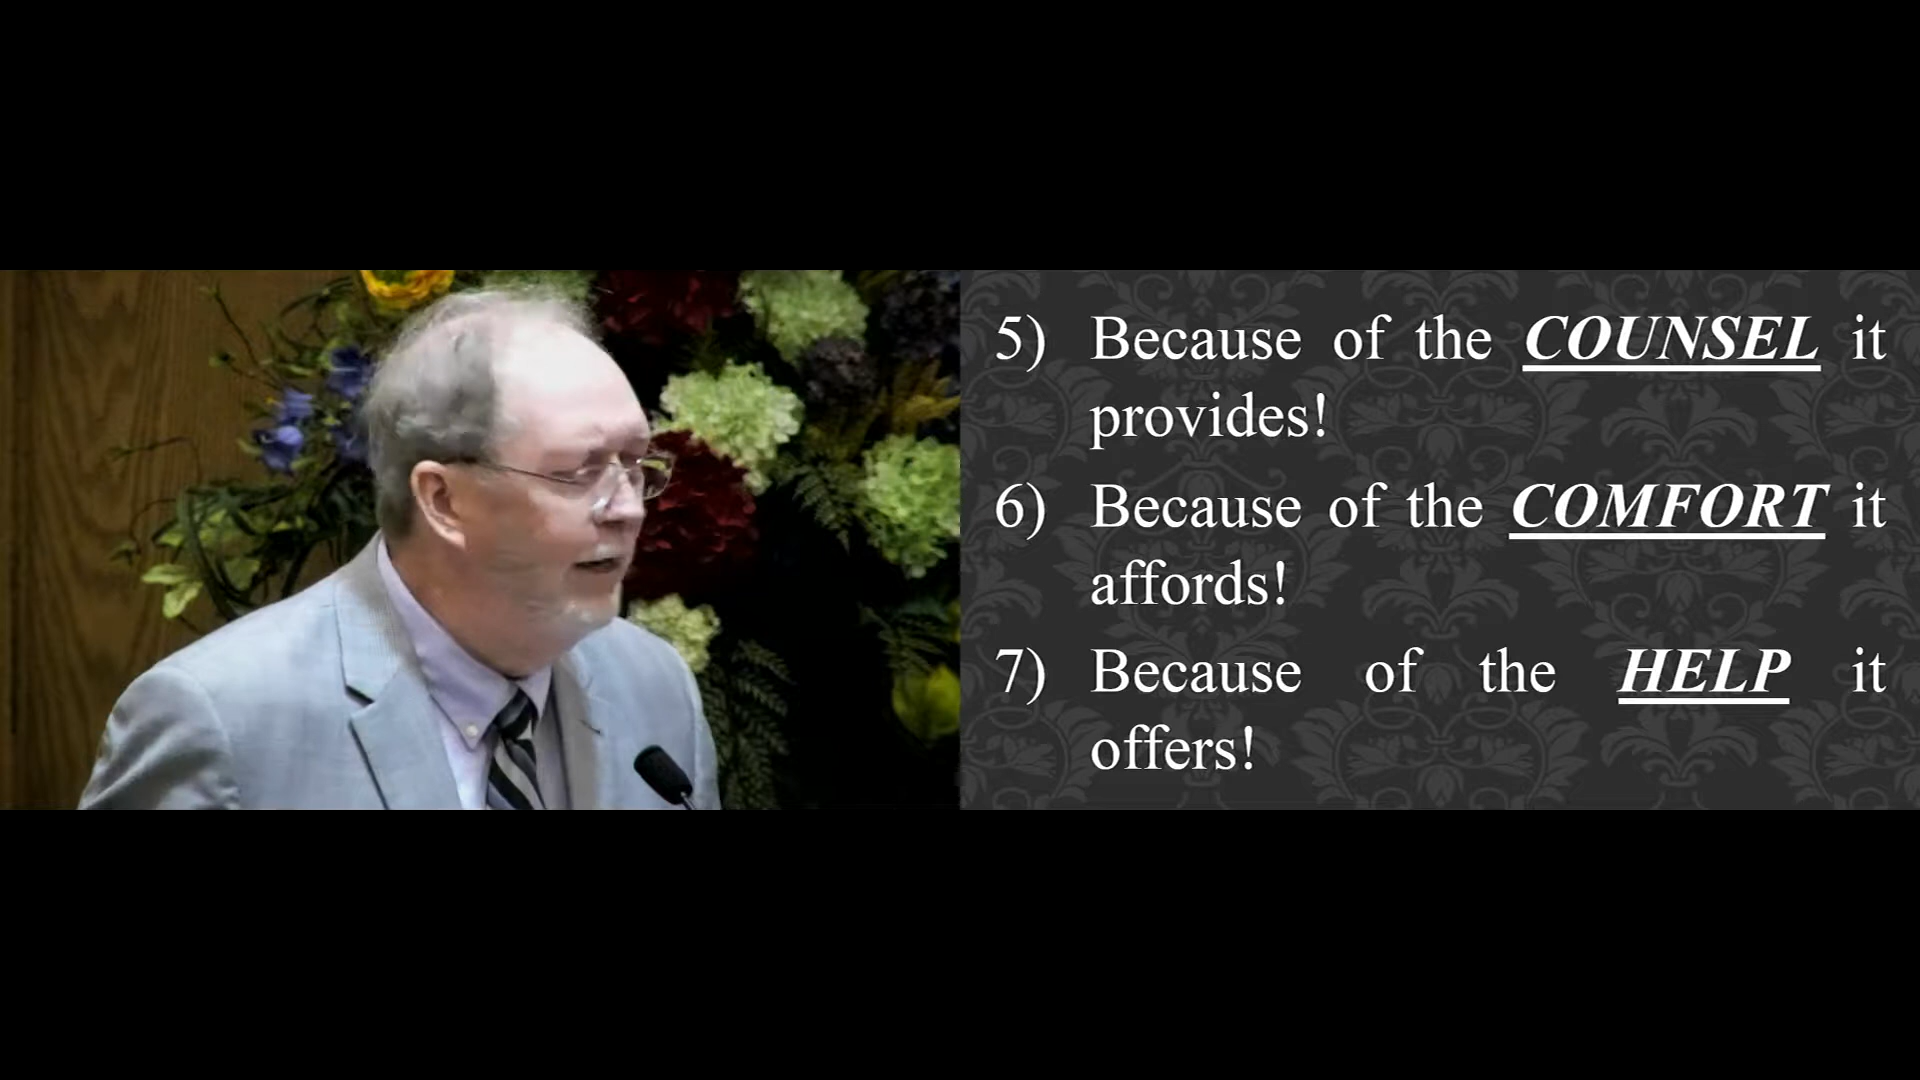 5) Because of the COUNSEL it
provides!
6) Because of the COMFORT it
affords!
7) Because of the HELP it
offers!